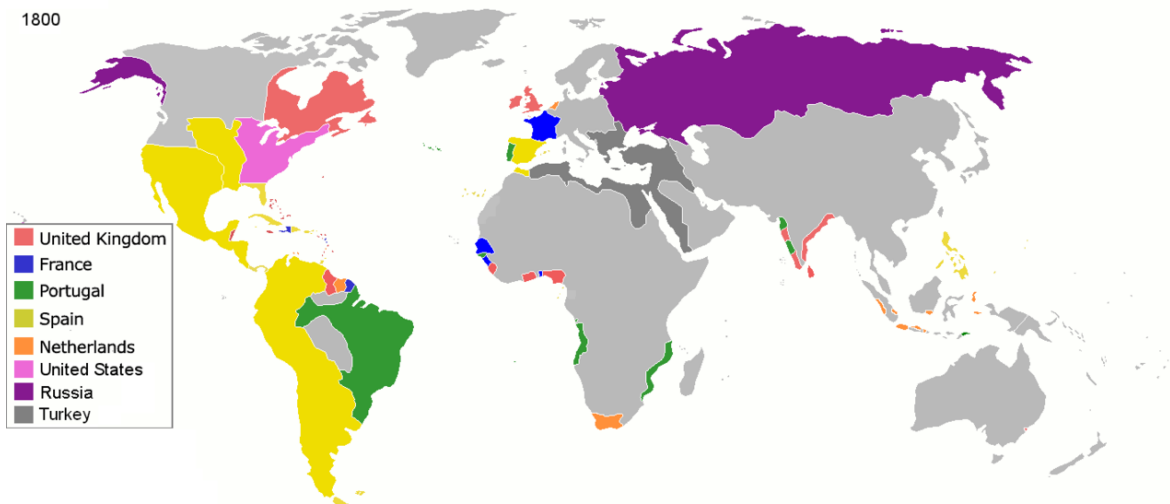 1800
United Kingdom
France
Portugal
Spain
Netherlands
United States
Russia
Turkey